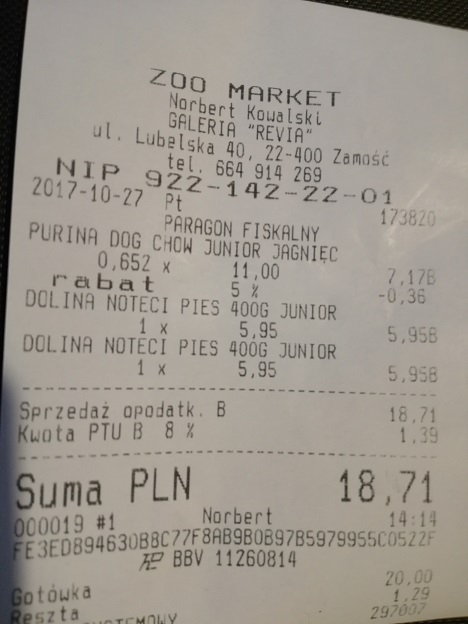 ZOO MARKET
Norbert Kowalski
GALERIA "REVIA"
ul. Lubelska 40, 22-400 Zamość
tel. 664 914 269
NIP 922-142-22-01
2017-10-27 Pt 173820
PARAGON FISKALNY
PURINA DOG CHOW JUNIOR JAGNIĘC
0,652 x 11,00 7,17B
rabat 5 % -0,36
DOLINA NOTECI PIES 400G JUNIOR
1 x 5,95 5,95B
DOLINA NOTECI PIES 400G JUNIOR
1 x 5,95 5,95B
Sprzedaż opodatk. B 18,71
Kwota PTU B 8 % 1,39
Suma PLN 18,71
000019 #1 Norbert 14:14
FE3ED894630B8C77F8AB9B0B97B5979955C0522F
BBV 11260814
Gotówka 20,00
Reszta 1,29
297007